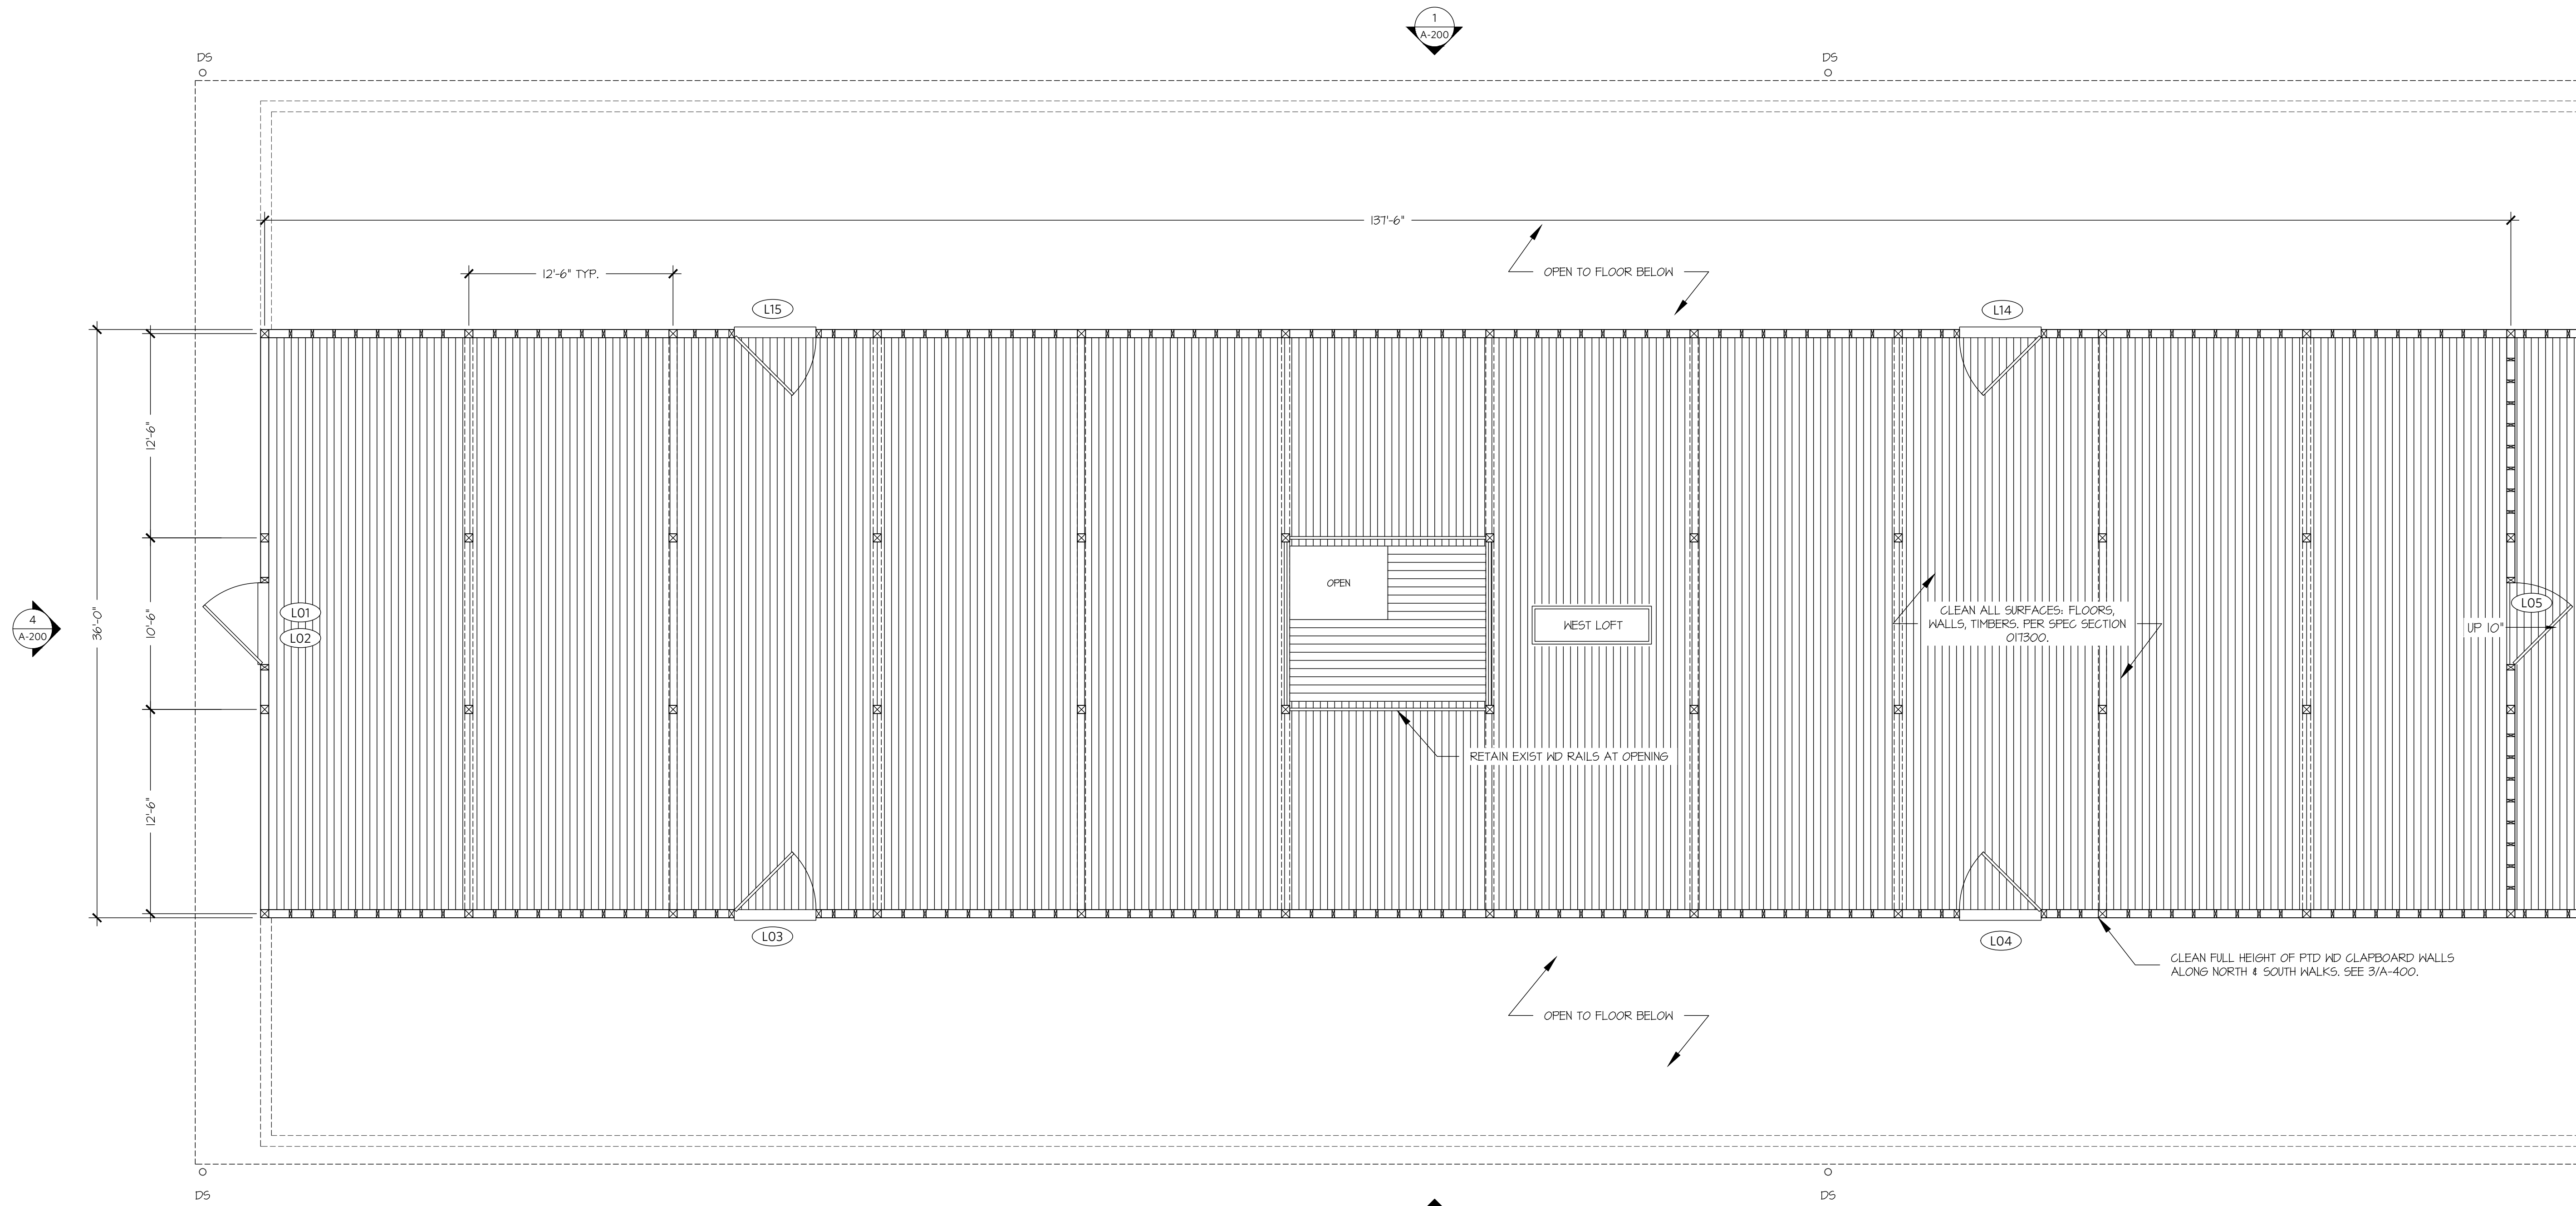 1
A-200
DS
DS
137'-6"
12'-6" TYP.
OPEN TO FLOOR BELOW
L15
L14
12'-6"
OPEN
4
A-200
36'-0"
10'-6"
L01
L02
WEST LOFT
CLEAN ALL SURFACES: FLOORS,
WALLS, TIMBERS. PER SPEC SECTION
017300.
L05
UP 10"
RETAIN EXIST WD RAILS AT OPENING
12'-6"
L03
L04
CLEAN FULL HEIGHT OF PTD WD CLAPBOARD WALLS
ALONG NORTH & SOUTH WALKS. SEE 3/A-400.
OPEN TO FLOOR BELOW
DS
DS